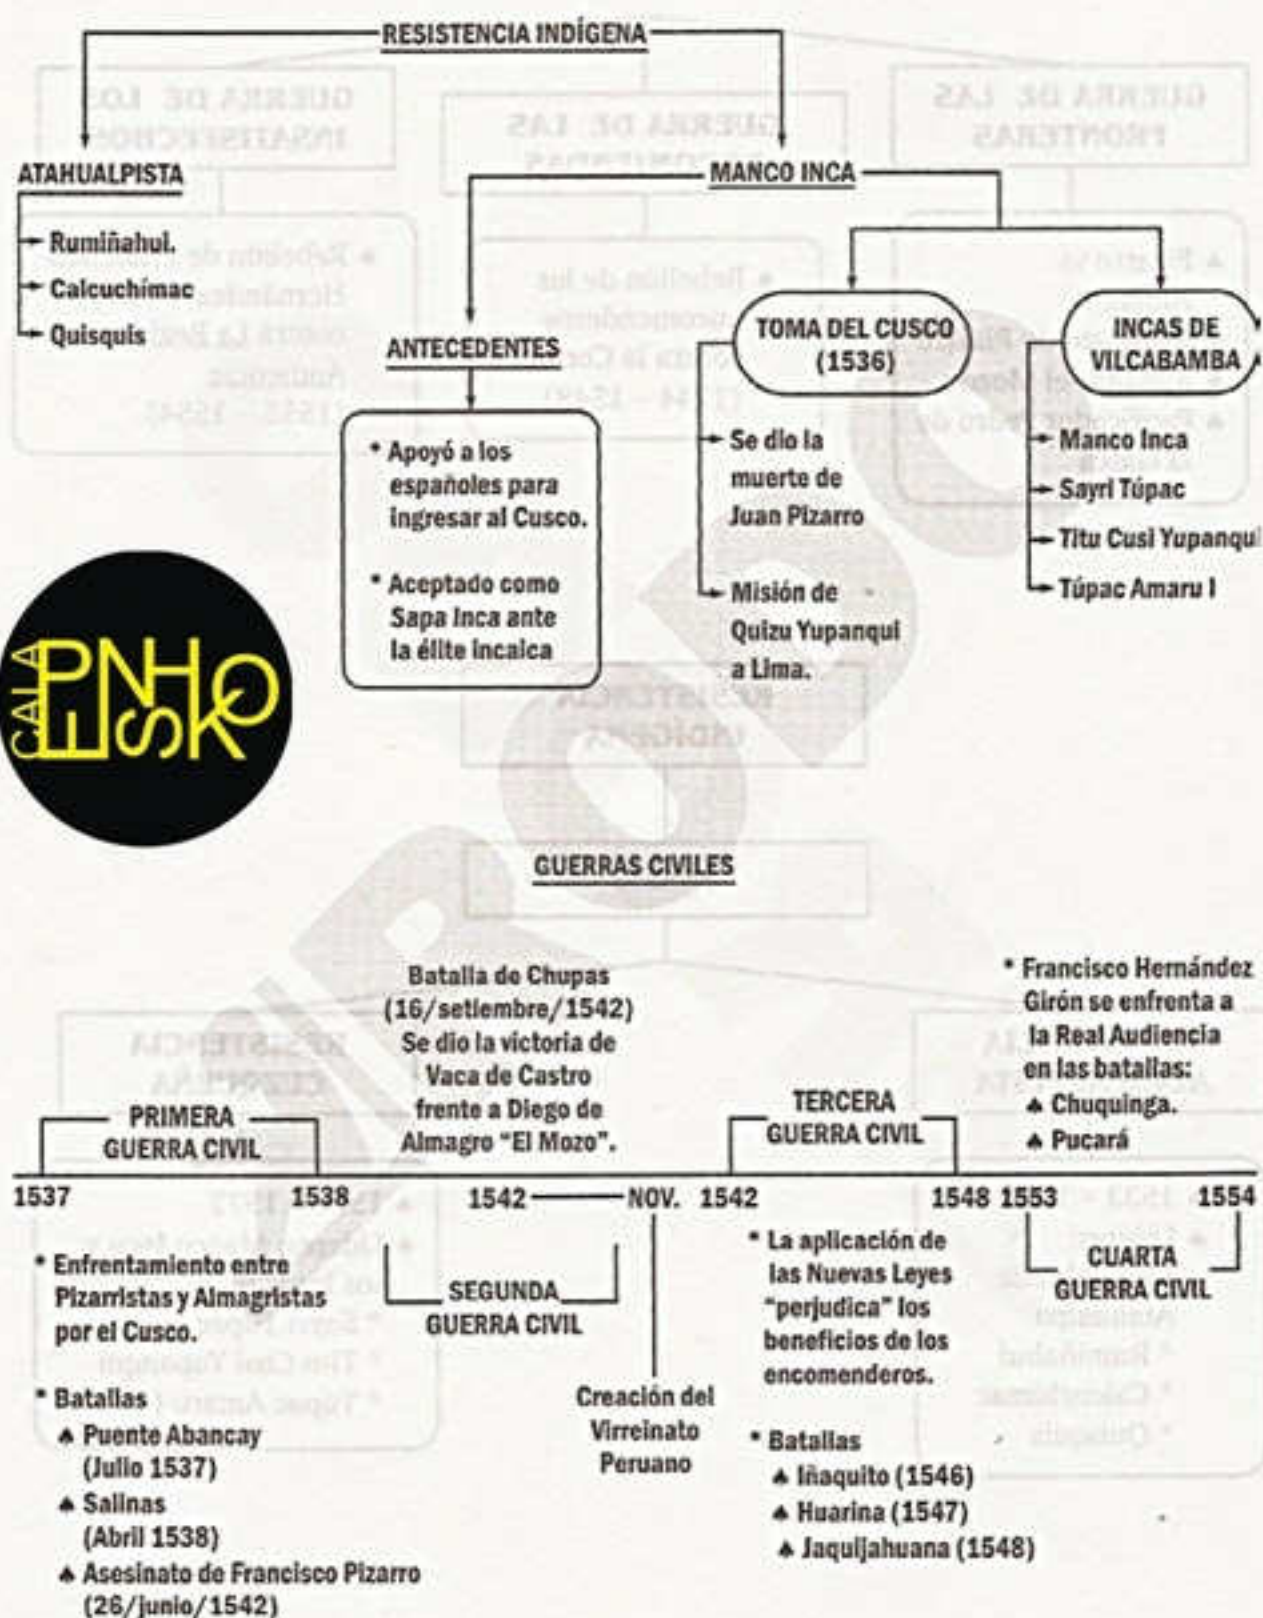 RESISTENCIA INDÍGENA
ATAHUALPISTA
Rumiñahui.
Calcuchímac
Quisquis
MANCO INCA
ANTECEDENTES
* Apoyó a los
españoles para
ingresar al Cusco.
* Aceptado como
Sapa Inca ante
la élite incaica
TOMA DEL CUSCO
(1536)
Se dio la
muerte de
Juan Pizarro
Misión de
Quizu Yupanqui
a Lima.
INCAS DE
VILCABAMBA
Manco Inca
Sayri Túpac
Titu Cusi Yupanqui
Túpac Amaru I
CALA
GUERRAS CIVILES
PRIMERA
GUERRA CIVIL
Batalla de Chupas
(16/setiembre/1542)
Se dio la victoria de
Vaca de Castro
frente a Diego de
Almagro "El Mozo".
TERCERA
GUERRA CIVIL
* Francisco Hernández
Girón se enfrenta a
la Real Audiencia
en las batallas:
♠ Chuquinga.
♠ Pucará
1537 1538 1542 NOV. 1542 1548 1553 1554
* Enfrentamiento entre
Pizarristas y Almagristas
por el Cusco.
* Batallas
♠ Puente Abancay
(Julio 1537)
♠ Salinas
(Abril 1538)
♠ Asesinato de Francisco Pizarro
(26/junio/1542)
SEGUNDA
GUERRA CIVIL
Creación del
Virreinato
Peruano
* La aplicación de
las Nuevas Leyes
"perjudica" los
beneficios de los
encomenderos.
* Batallas
♠ Iñaquito (1546)
♠ Huarina (1547)
♠ Jaquijahuana (1548)
CUARTA
GUERRA CIVIL